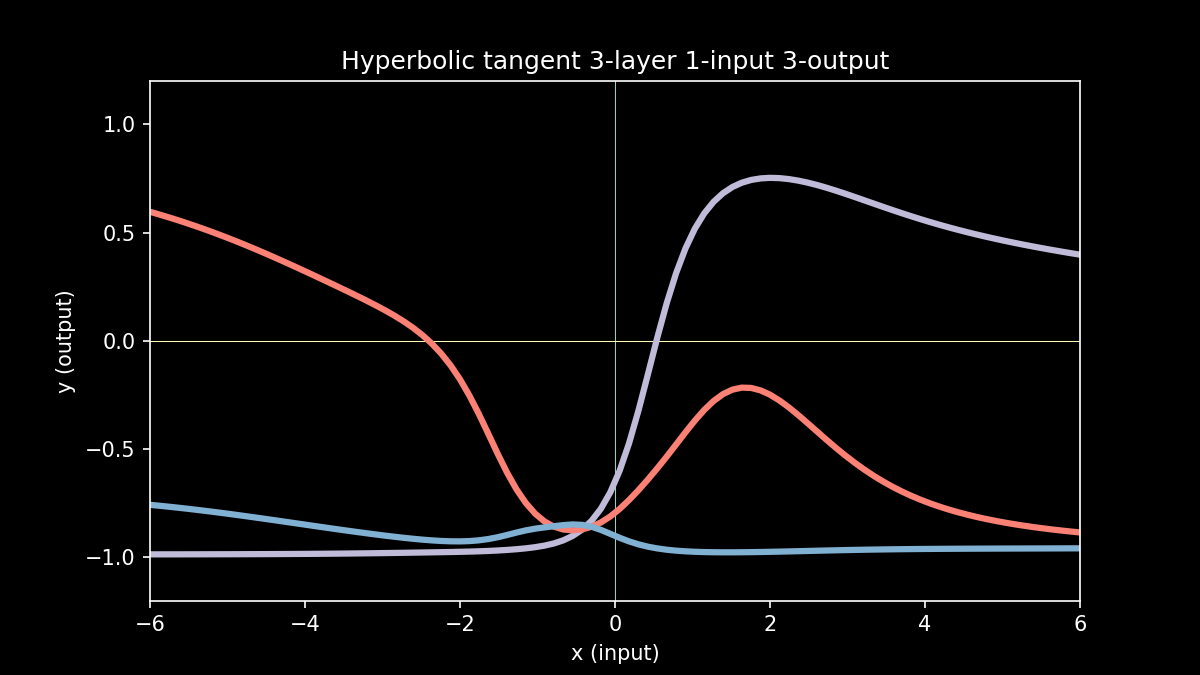 Hyperbolic tangent 3-layer 1-input 3-output
1.0
0.5
0.0
−0.5
−1.0
y (output)
−6 −4 −2 0 2 4 6
x (input)